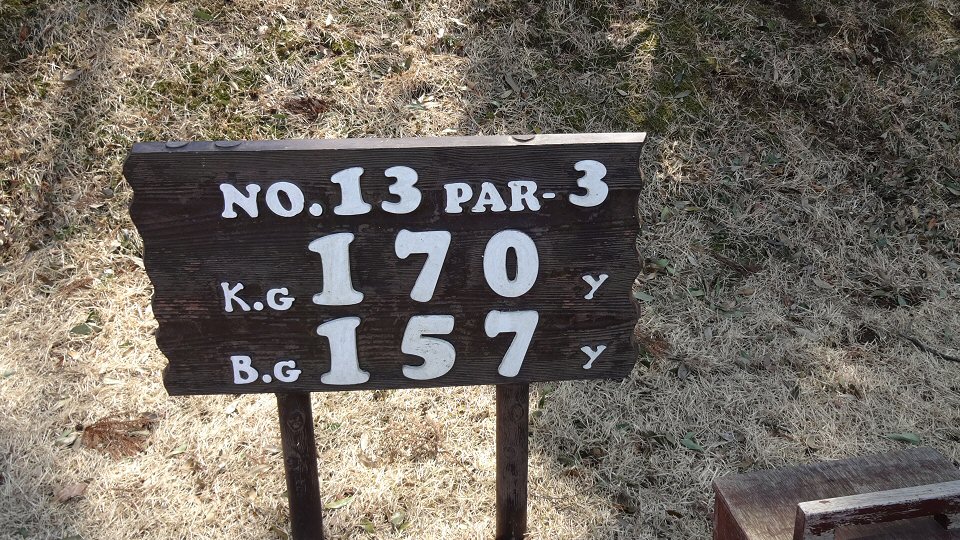 NO. 13 PAR-3
K.G 170 Y
B.G 157 Y